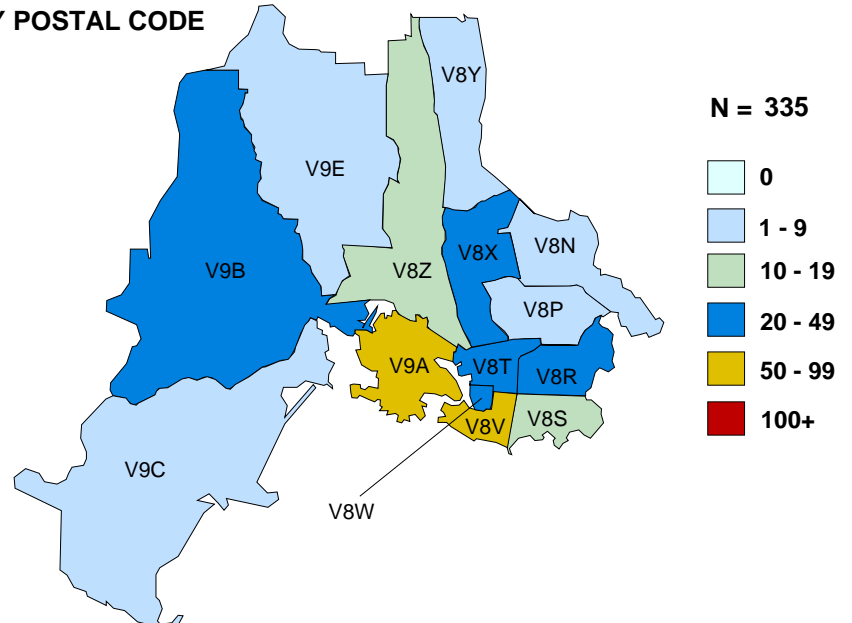 Y POSTAL CODE
V8Y
N = 335
V9E
0
1 - 9
V8N
V8X
V9B
V8Z
10 - 19
V8P
20 - 49
V9A
V8T
V8R
50 - 99
V8S
V8V
100+
V9C
V8W